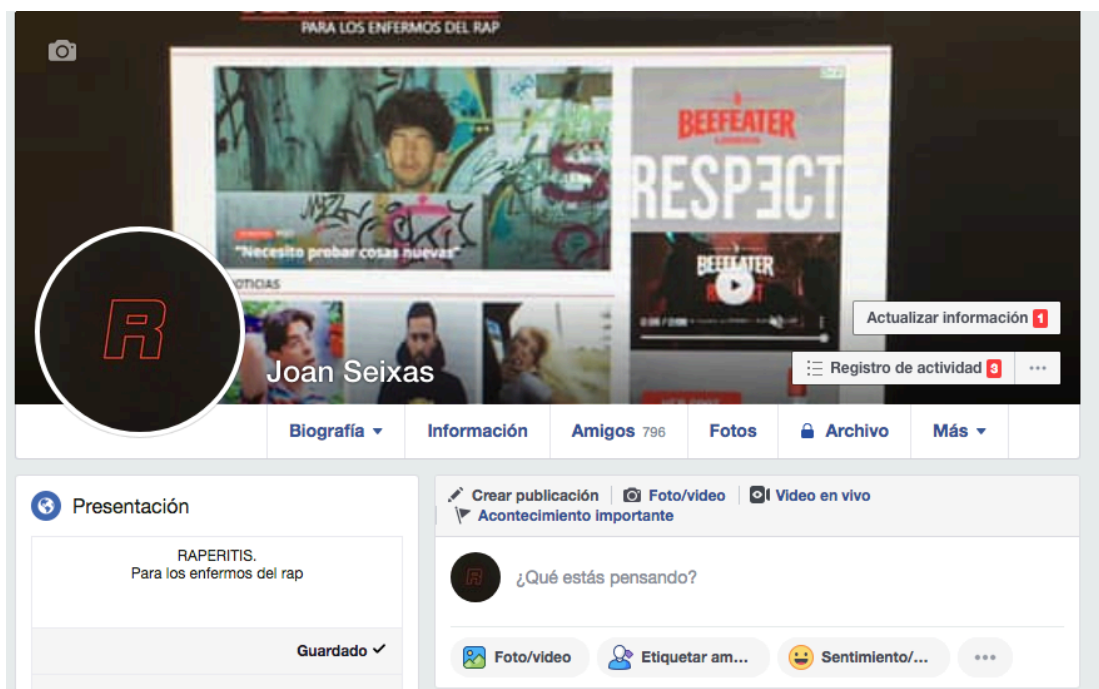 PARA LOS ENFERMOS DEL RAP
BEEFEATER
LONDON
RESPECT
"Necesito probar cosas nuevas"
NOTICIAS
BEEFEATER
Actualizar información 1
Registro de actividad 3
Joan Seixas
Biografía
Información
Amigos 796
Fotos
Archivo
Más
Presentación
RAPERITIS.
Para los enfermos del rap
Guardado
Crear publicación
Foto/video
Video en vivo
Acontecimiento importante
R
¿Qué estás pensando?
Foto/video
Etiquetar am...
Sentimiento/...